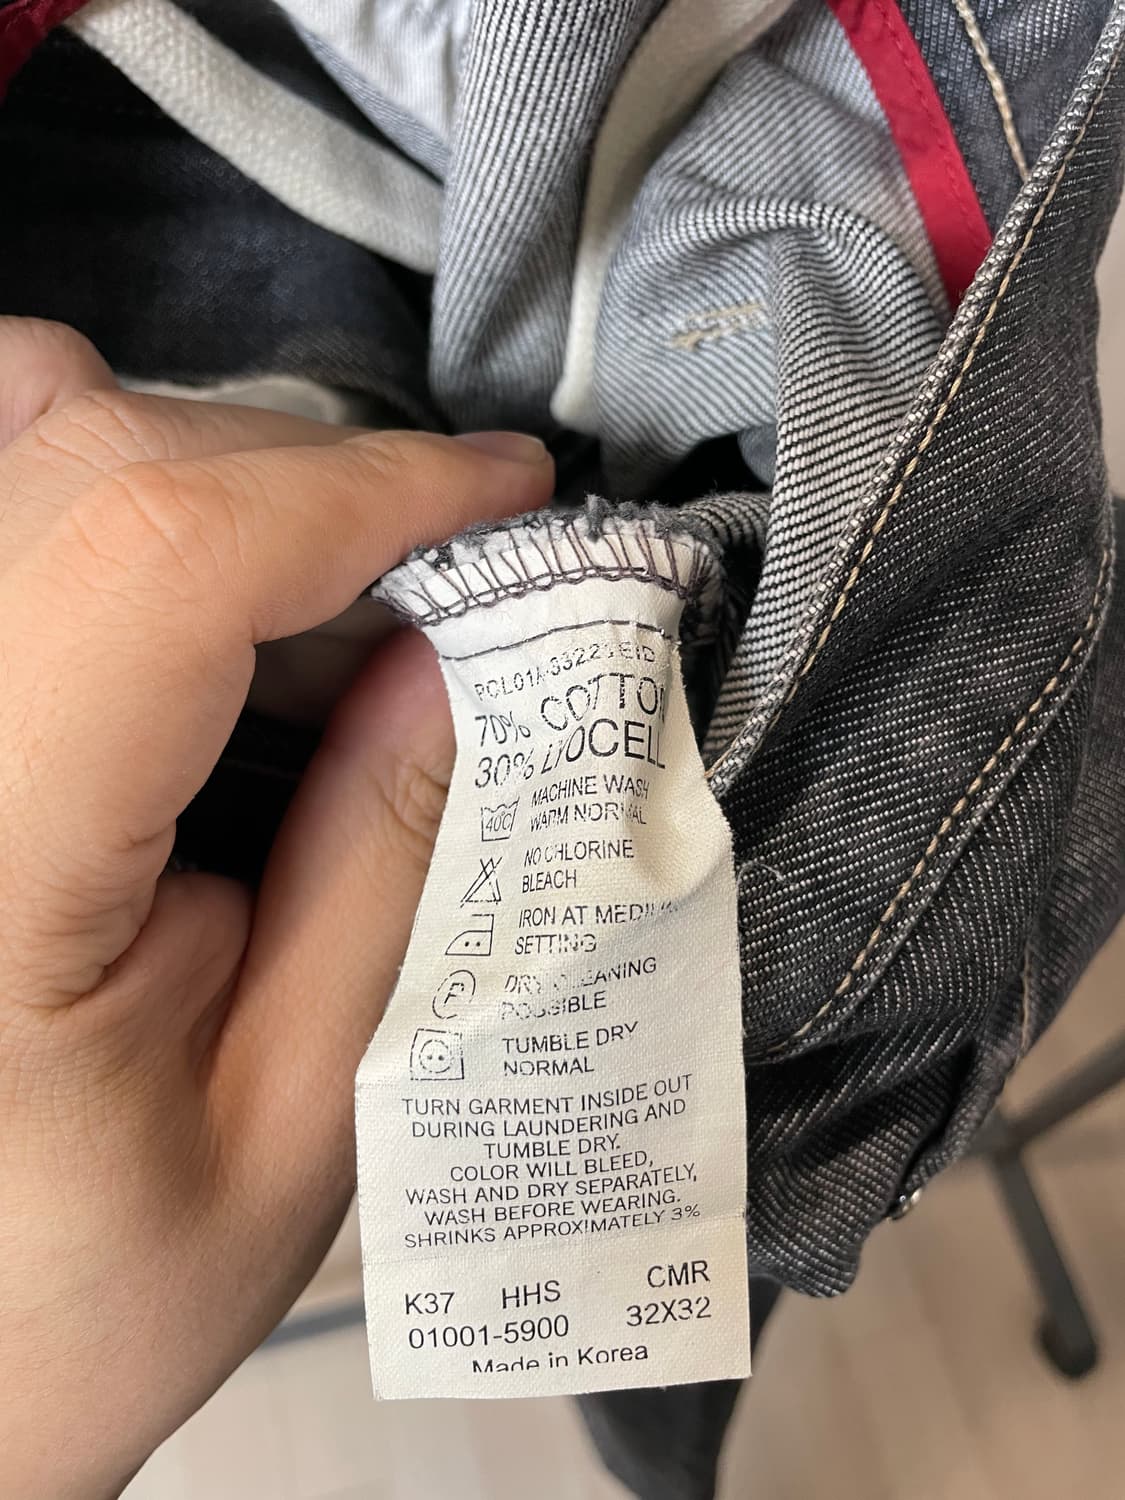 70% COTTON
30% LYOCELL
40C
MACHINE WASH
WARM NORMAL
NO CHLORINE
BLEACH
IRON AT MEDIUM
SETTING
P
DRY CLEANING
POSSIBLE
TUMBLE DRY
NORMAL
TURN GARMENT INSIDE OUT
DURING LAUNDERING AND
TUMBLE DRY.
COLOR WILL BLEED,
WASH AND DRY SEPARATELY,
WASH BEFORE WEARING.
SHRINKS APPROXIMATELY 3%
K37 HHS CMR
01001-5900 32X32
Made in Korea